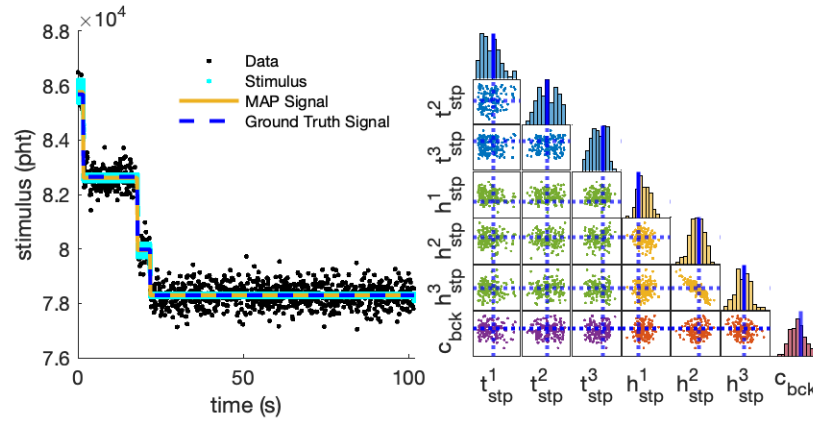 × 10⁴
8.8
8.6
8.4
8.2
8
7.8
7.6
stimulus (pht)
0
50
100
time (s)
Data
Stimulus
MAP Signal
Ground Truth Signal
t²stp
t³stp
h¹stp
h²stp
h³stp
c_bck
t¹stp
t²stp
t³stp
h¹stp
h²stp
h³stp
c_bck